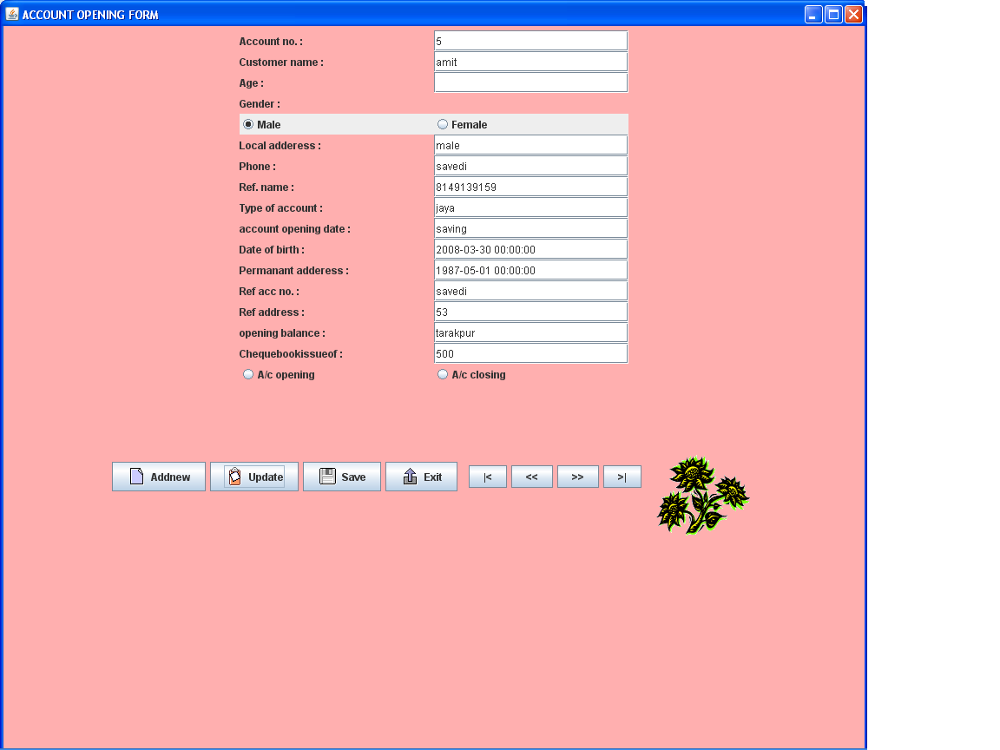 ACCOUNT OPENING FORM
Account no. : 5
Customer name : amit
Age :
Gender :
Male Female
Local adderess : male
Phone : savedi
Ref. name : 8149139159
Type of account : jaya
account opening date : saving
Date of birth : 2008-03-30 00:00:00
Permanant adderess : 1987-05-01 00:00:00
Ref acc no. : savedi
Ref address : 53
opening balance : tarakpur
Chequebookissueof : 500
A/c opening A/c closing
Addnew Update Save Exit |< << >> >|